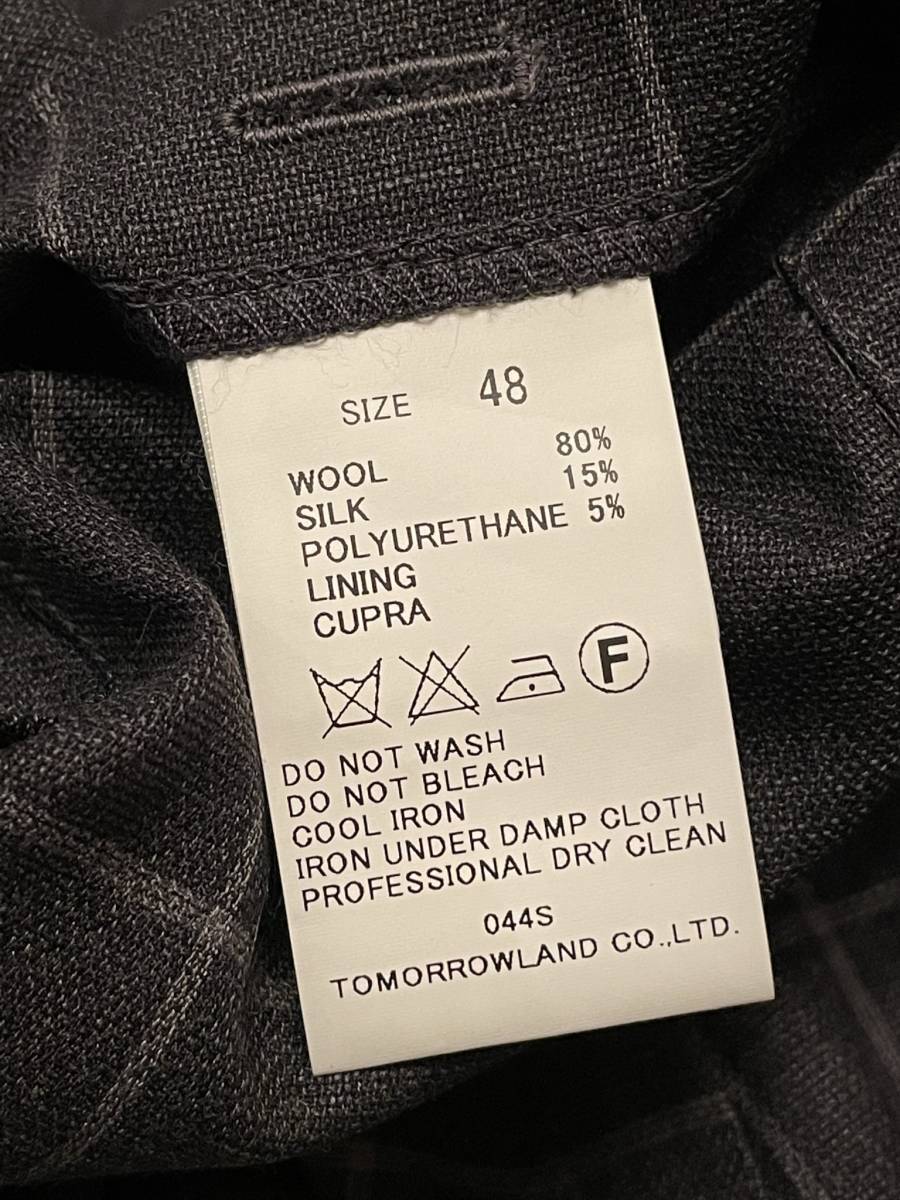 SIZE 48
WOOL 80%
SILK 15%
POLYURETHANE 5%
LINING
CUPRA
F
DO NOT WASH
DO NOT BLEACH
COOL IRON
IRON UNDER DAMP CLOTH
PROFESSIONAL DRY CLEAN
044S
TOMORROWLAND CO.,LTD.